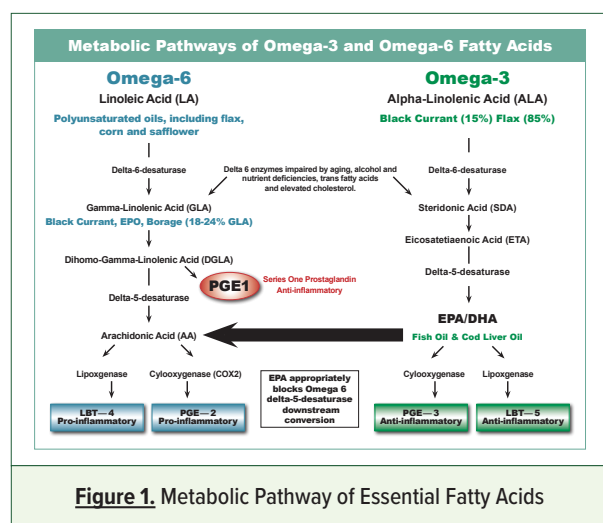 Metabolic Pathways of Omega-3 and Omega-6 Fatty Acids
Omega-6
Linoleic Acid (LA)
Polyunsaturated oils, including flax,
corn and safflower
Delta-6-desaturase
Gamma-Linolenic Acid (GLA)
Black Currant, EPO, Borage (18-24% GLA)
Dihomo-Gamma-Linolenic Acid (DGLA)
PGE1
Series One Prostaglandin
Anti-inflammatory
Delta-5-desaturase
Arachidonic Acid (AA)
Lipoxgenase
Cylooxygenase (COX2)
LBT—4
Pro-inflammatory
PGE—2
Pro-inflammatory
Delta 6 enzymes impaired by aging, alcohol and
nutrient deficiencies, trans fatty acids
and elevated cholesterol.
EPA appropriately
blocks Omega 6
delta-5-desaturase
downstream
conversion
Omega-3
Alpha-Linolenic Acid (ALA)
Black Currant (15%) Flax (85%)
Delta-6-desaturase
Steridonic Acid (SDA)
Eicosatetiaenoic Acid (ETA)
Delta-5-desaturase
EPA/DHA
Fish Oil & Cod Liver Oil
Cylooxygenase
Lipoxgenase
PGE—3
Anti-inflammatory
LBT—5
Anti-inflammatory
Figure 1. Metabolic Pathway of Essential Fatty Acids